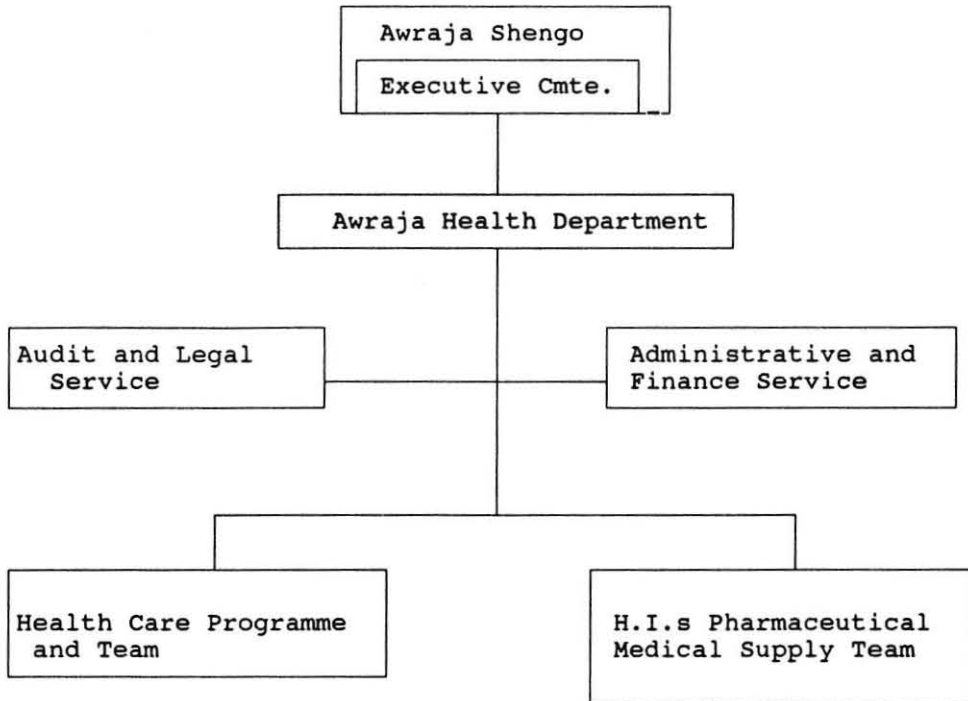 Awraja Shengo
Executive Cmte.
Awraja Health Department
Audit and Legal
Service
Administrative and
Finance Service
Health Care Programme
and Team
H.I.s Pharmaceutical
Medical Supply Team